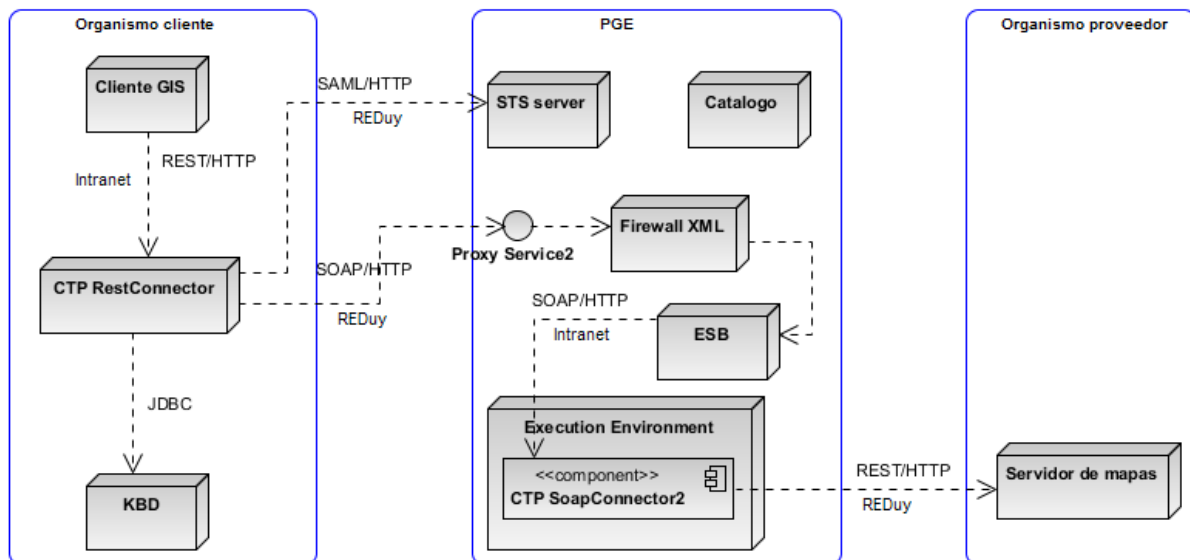 Organismo cliente
PGE
Organismo proveedor
Cliente GIS
SAML/HTTP
REDuy
STS server
Catalogo
REST/HTTP
Intranet
Proxy Service2
Firewall XML
CTP RestConnector
SOAP/HTTP
REDuy
SOAP/HTTP
Intranet
ESB
JDBC
KBD
Execution Environment
<<component>>
CTP SoapConnector2
REST/HTTP
REDuy
Servidor de mapas